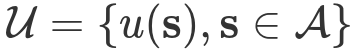 𝒰 = {u(𝐬), 𝐬 ∈ 𝒜}